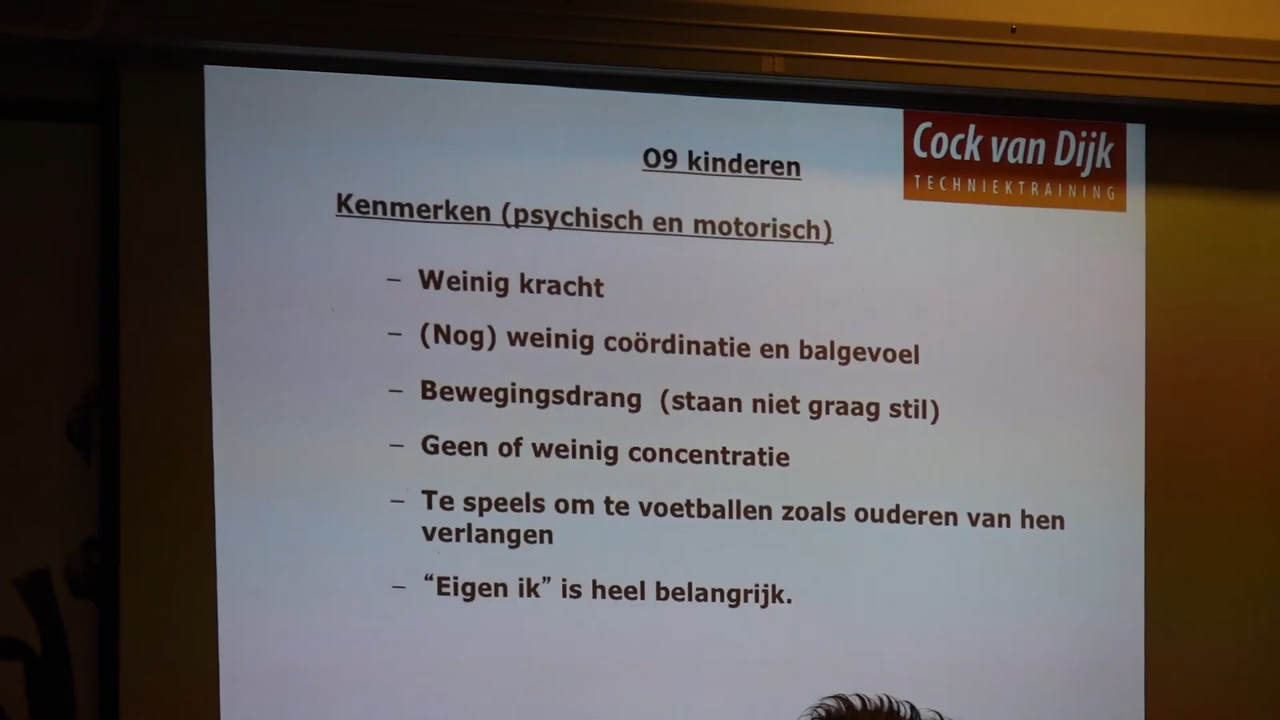 O9 kinderen
Cock van Dijk
TECHNIEKTRAINING
Kenmerken (psychisch en motorisch)
– Weinig kracht
– (Nog) weinig coördinatie en balgevoel
– Bewegingsdrang (staan niet graag stil)
– Geen of weinig concentratie
– Te speels om te voetballen zoals ouderen van hen
verlangen
– “Eigen ik” is heel belangrijk.